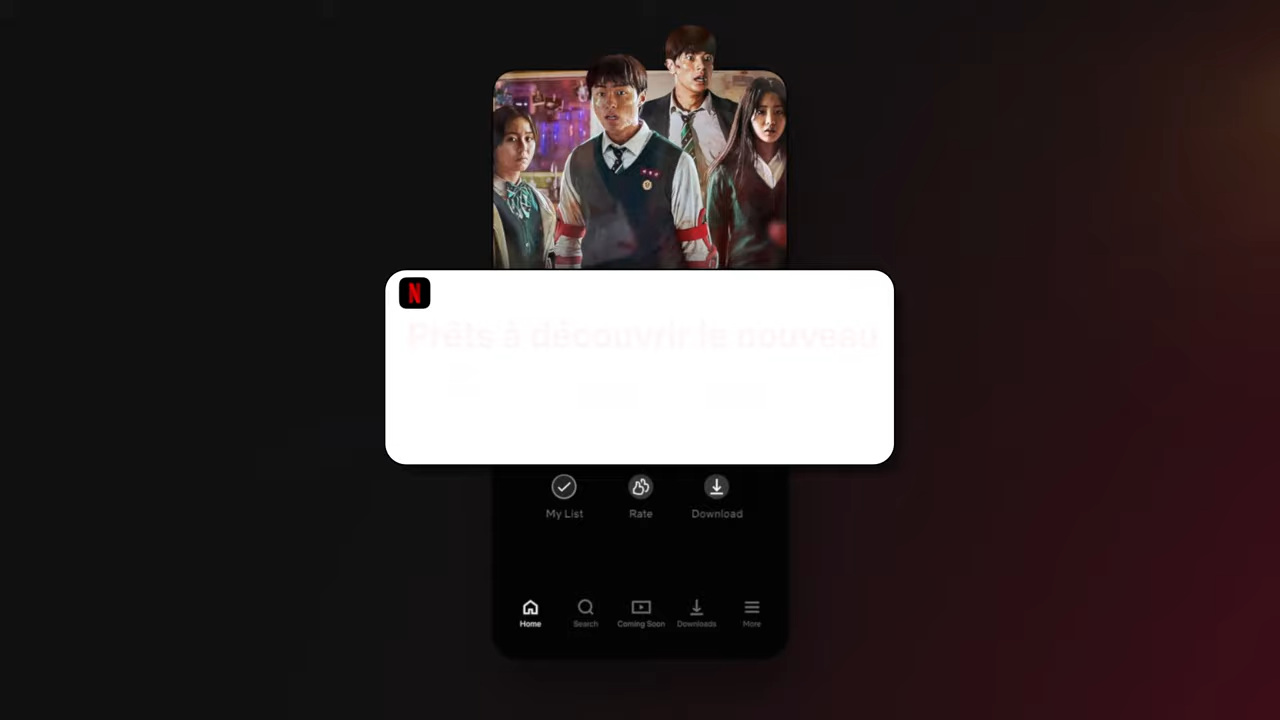 N
Prêts à découvrir le nouveau
My List
Rate
Download
Home
Search
Coming Soon
Downloads
More